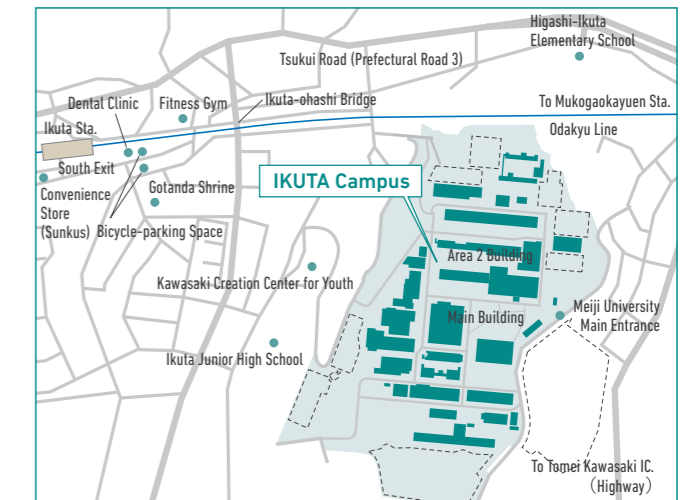 Higashi-Ikuta
Elementary School
Tsukui Road (Prefectural Road 3)
Dental Clinic
Fitness Gym
Ikuta-ohashi Bridge
To Mukogaokayuen Sta.
Ikuta Sta.
Odakyu Line
South Exit
IKUTA Campus
Gotanda Shrine
Convenience
Store
(Sunkus)
Bicycle-parking Space
Area 2 Building
Kawasaki Creation Center for Youth
Main Building
Meiji University
Main Entrance
Ikuta Junior High School
To Tomei Kawasaki IC.
（Highway）